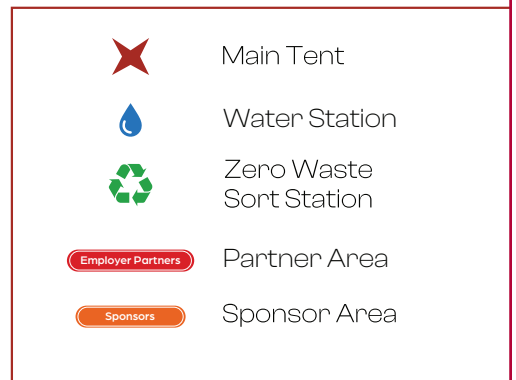 Main Tent
Water Station
Zero Waste
Sort Station
Employer Partners
Partner Area
Sponsors
Sponsor Area